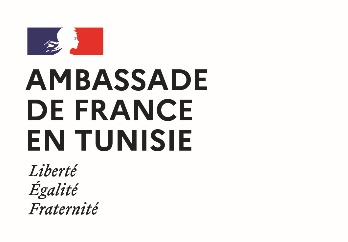 AMBASSADE
DE FRANCE
EN TUNISIE
Liberté
Égalité
Fraternité